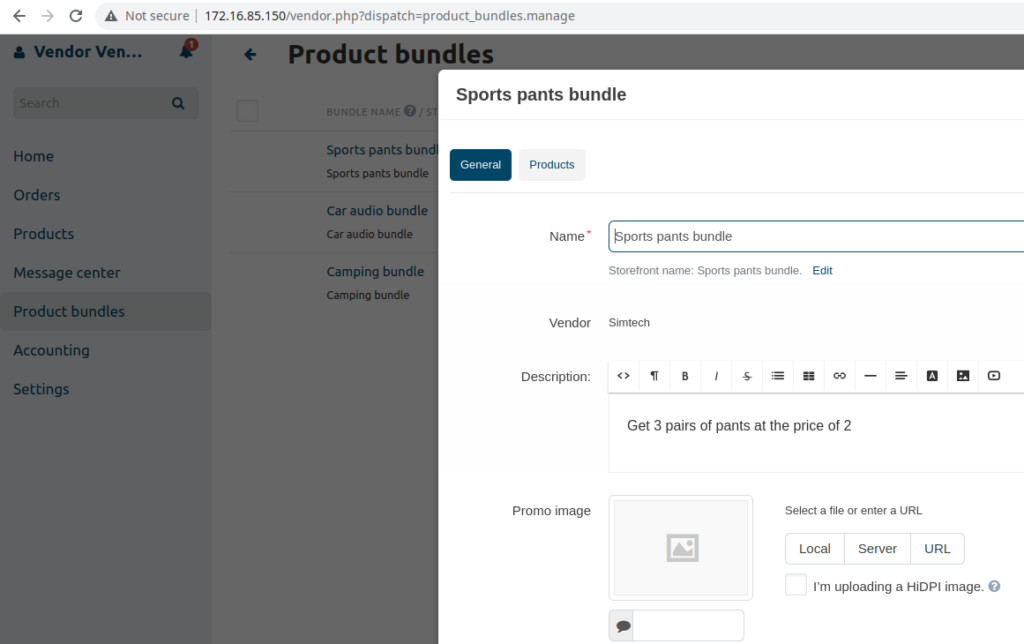 Not secure | 172.16.85.150/vendor.php?dispatch=product_bundles.manage
Vendor Ven...
1
Product bundles
Sports pants bundle
Search
BUNDLE NAME ? / ST
General
Products
Home
Sports pants bundl
Sports pants bundle
Orders
Car audio bundle
Car audio bundle
Products
Name*
Sports pants bundle
Storefront name: Sports pants bundle. Edit
Message center
Camping bundle
Camping bundle
Product bundles
Vendor
Simtech
Accounting
Description:
<> ¶ B I S A
Settings
Get 3 pairs of pants at the price of 2
Promo image
Select a file or enter a URL
Local
Server
URL
I'm uploading a HiDPI image. ?